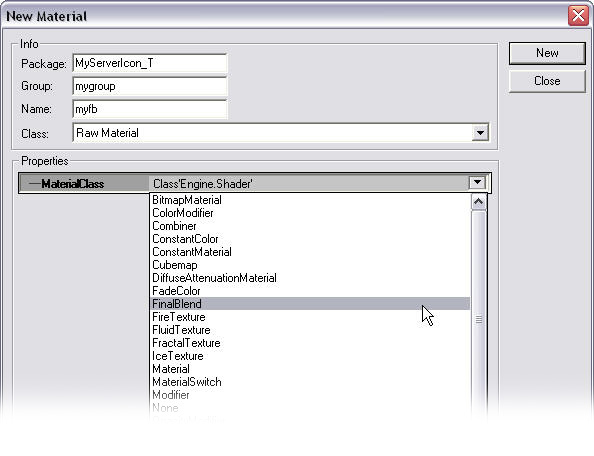 New Material
Info
Package: MyServerIcon_T
New
Group: mygroup
Close
Name: myfb
Class: Raw Material
Properties
MaterialClass Class'Engine.Shader'
BitmapMaterial
ColorModifier
Combiner
ConstantColor
ConstantMaterial
Cubemap
DiffuseAttenuationMaterial
FadeColor
FinalBlend
FireTexture
FluidTexture
FractalTexture
IceTexture
Material
MaterialSwitch
Modifier
None